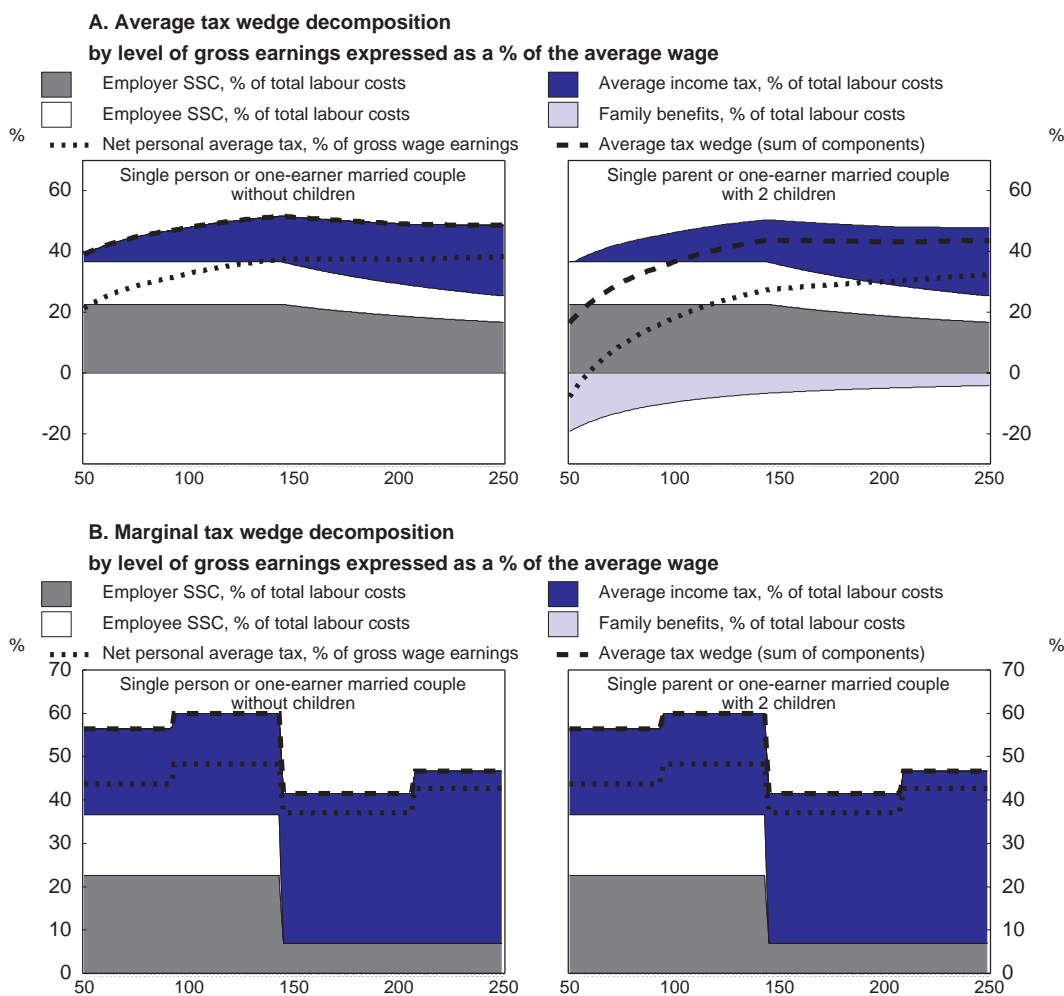 A. Average tax wedge decomposition
by level of gross earnings expressed as a % of the average wage
Employer SSC, % of total labour costs
Average income tax, % of total labour costs
Employee SSC, % of total labour costs
Family benefits, % of total labour costs
%
Net personal average tax, % of gross wage earnings
Average tax wedge (sum of components)
%
Single person or one-earner married couple
without children
Single parent or one-earner married couple
with 2 children
60
40
20
0
-20
60
40
20
0
-20
50 100 150 200 250
50 100 150 200 250
B. Marginal tax wedge decomposition
by level of gross earnings expressed as a % of the average wage
Employer SSC, % of total labour costs
Average income tax, % of total labour costs
Employee SSC, % of total labour costs
Family benefits, % of total labour costs
%
Net personal average tax, % of gross wage earnings
Average tax wedge (sum of components)
%
Single person or one-earner married couple
without children
Single parent or one-earner married couple
with 2 children
70
60
50
40
30
20
10
0
70
60
50
40
30
20
10
0
50 100 150 200 250
50 100 150 200 250